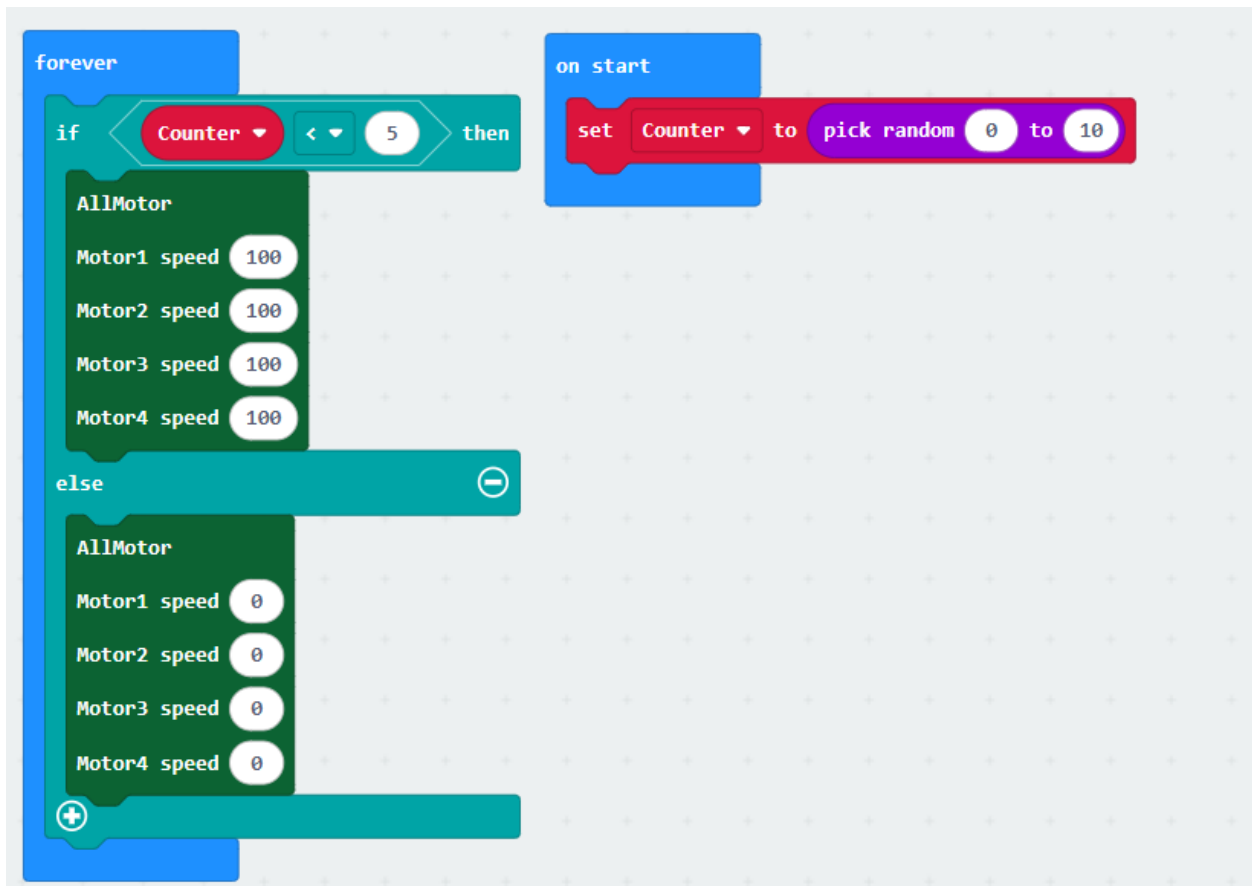 forever
if Counter < 5 then
AllMotor
Motor1 speed 100
Motor2 speed 100
Motor3 speed 100
Motor4 speed 100
else
AllMotor
Motor1 speed 0
Motor2 speed 0
Motor3 speed 0
Motor4 speed 0
on start
set Counter to pick random 0 to 10